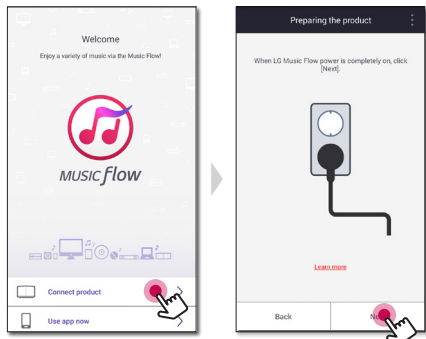 Welcome
Enjoy a variety of music via the Music Flow!
MUSIC flow
Connect product
Use app now
Preparing the product
When LG Music Flow power is completely on, click
[Next].
Learn more
Back